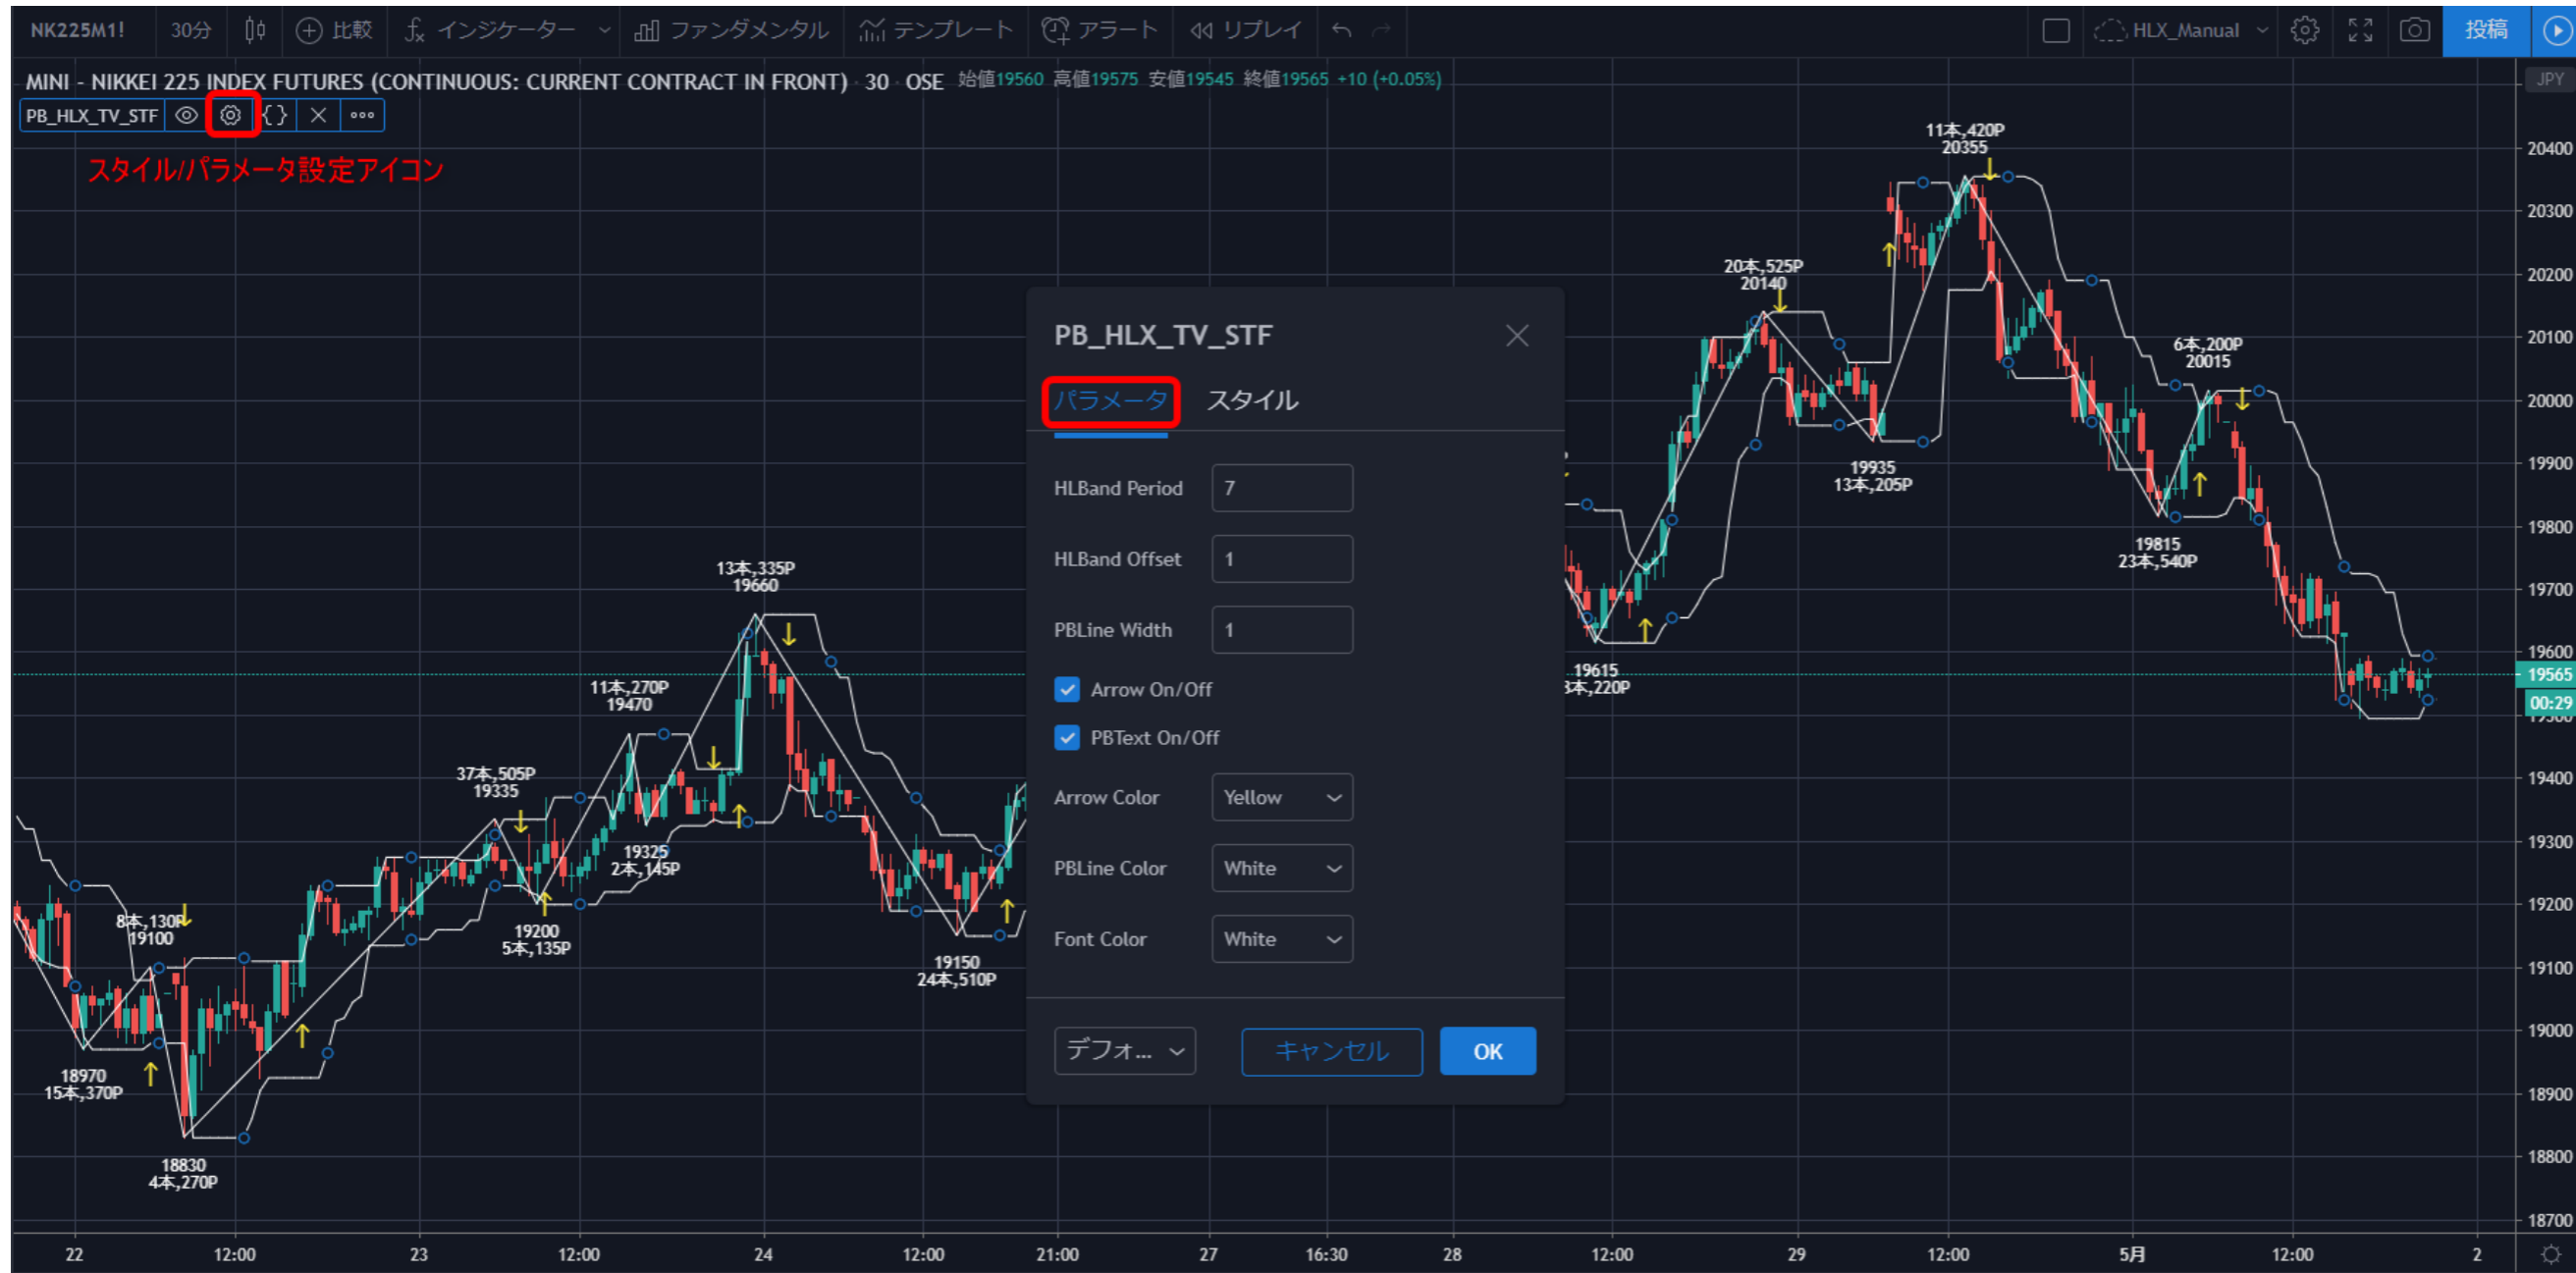 NK225M1! 30分 比較 インジケーター ファンダメンタル テンプレート アラート リプレイ HLX_Manual 投稿
MINI - NIKKEI 225 INDEX FUTURES (CONTINUOUS: CURRENT CONTRACT IN FRONT) · 30 · OSE 始値19560 高値19575 安値19545 終値19565 +10 (+0.05%)
JPY
PB_HLX_TV_STF
スタイル/パラメータ設定アイコン
11本,420P
20355
20本,525P
20140
6本,200P
20015
19935
13本,205P
19815
23本,540P
19615
本,220P
13本,335P
19660
11本,270P
19470
37本,505P
19335
19325
2本,145P
8本,130P
19100
19200
5本,135P
19150
24本,510P
18970
15本,370P
18830
4本,270P
PB_HLX_TV_STF
パラメータ スタイル
HLBand Period 7
HLBand Offset 1
PBLine Width 1
Arrow On/Off
PBText On/Off
Arrow Color Yellow
PBLine Color White
Font Color White
デフォ... キャンセル OK
20400
20300
20200
20100
20000
19900
19800
19700
19600
19565
00:29
19400
19300
19200
19100
19000
18900
18800
18700
22 12:00 23 12:00 24 12:00 21:00 27 16:30 28 12:00 29 12:00 5月 12:00 2